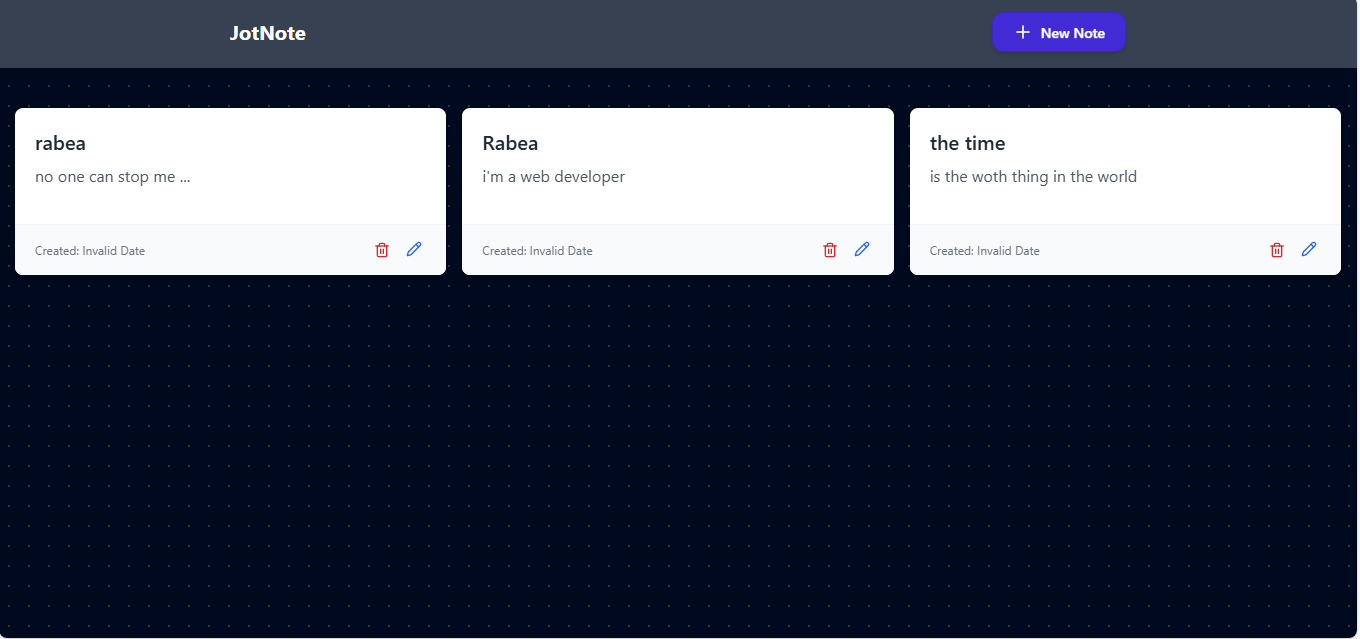 JotNote
New Note
rabea
no one can stop me ...
Created: Invalid Date
Rabea
i'm a web developer
Created: Invalid Date
the time
is the woth thing in the world
Created: Invalid Date